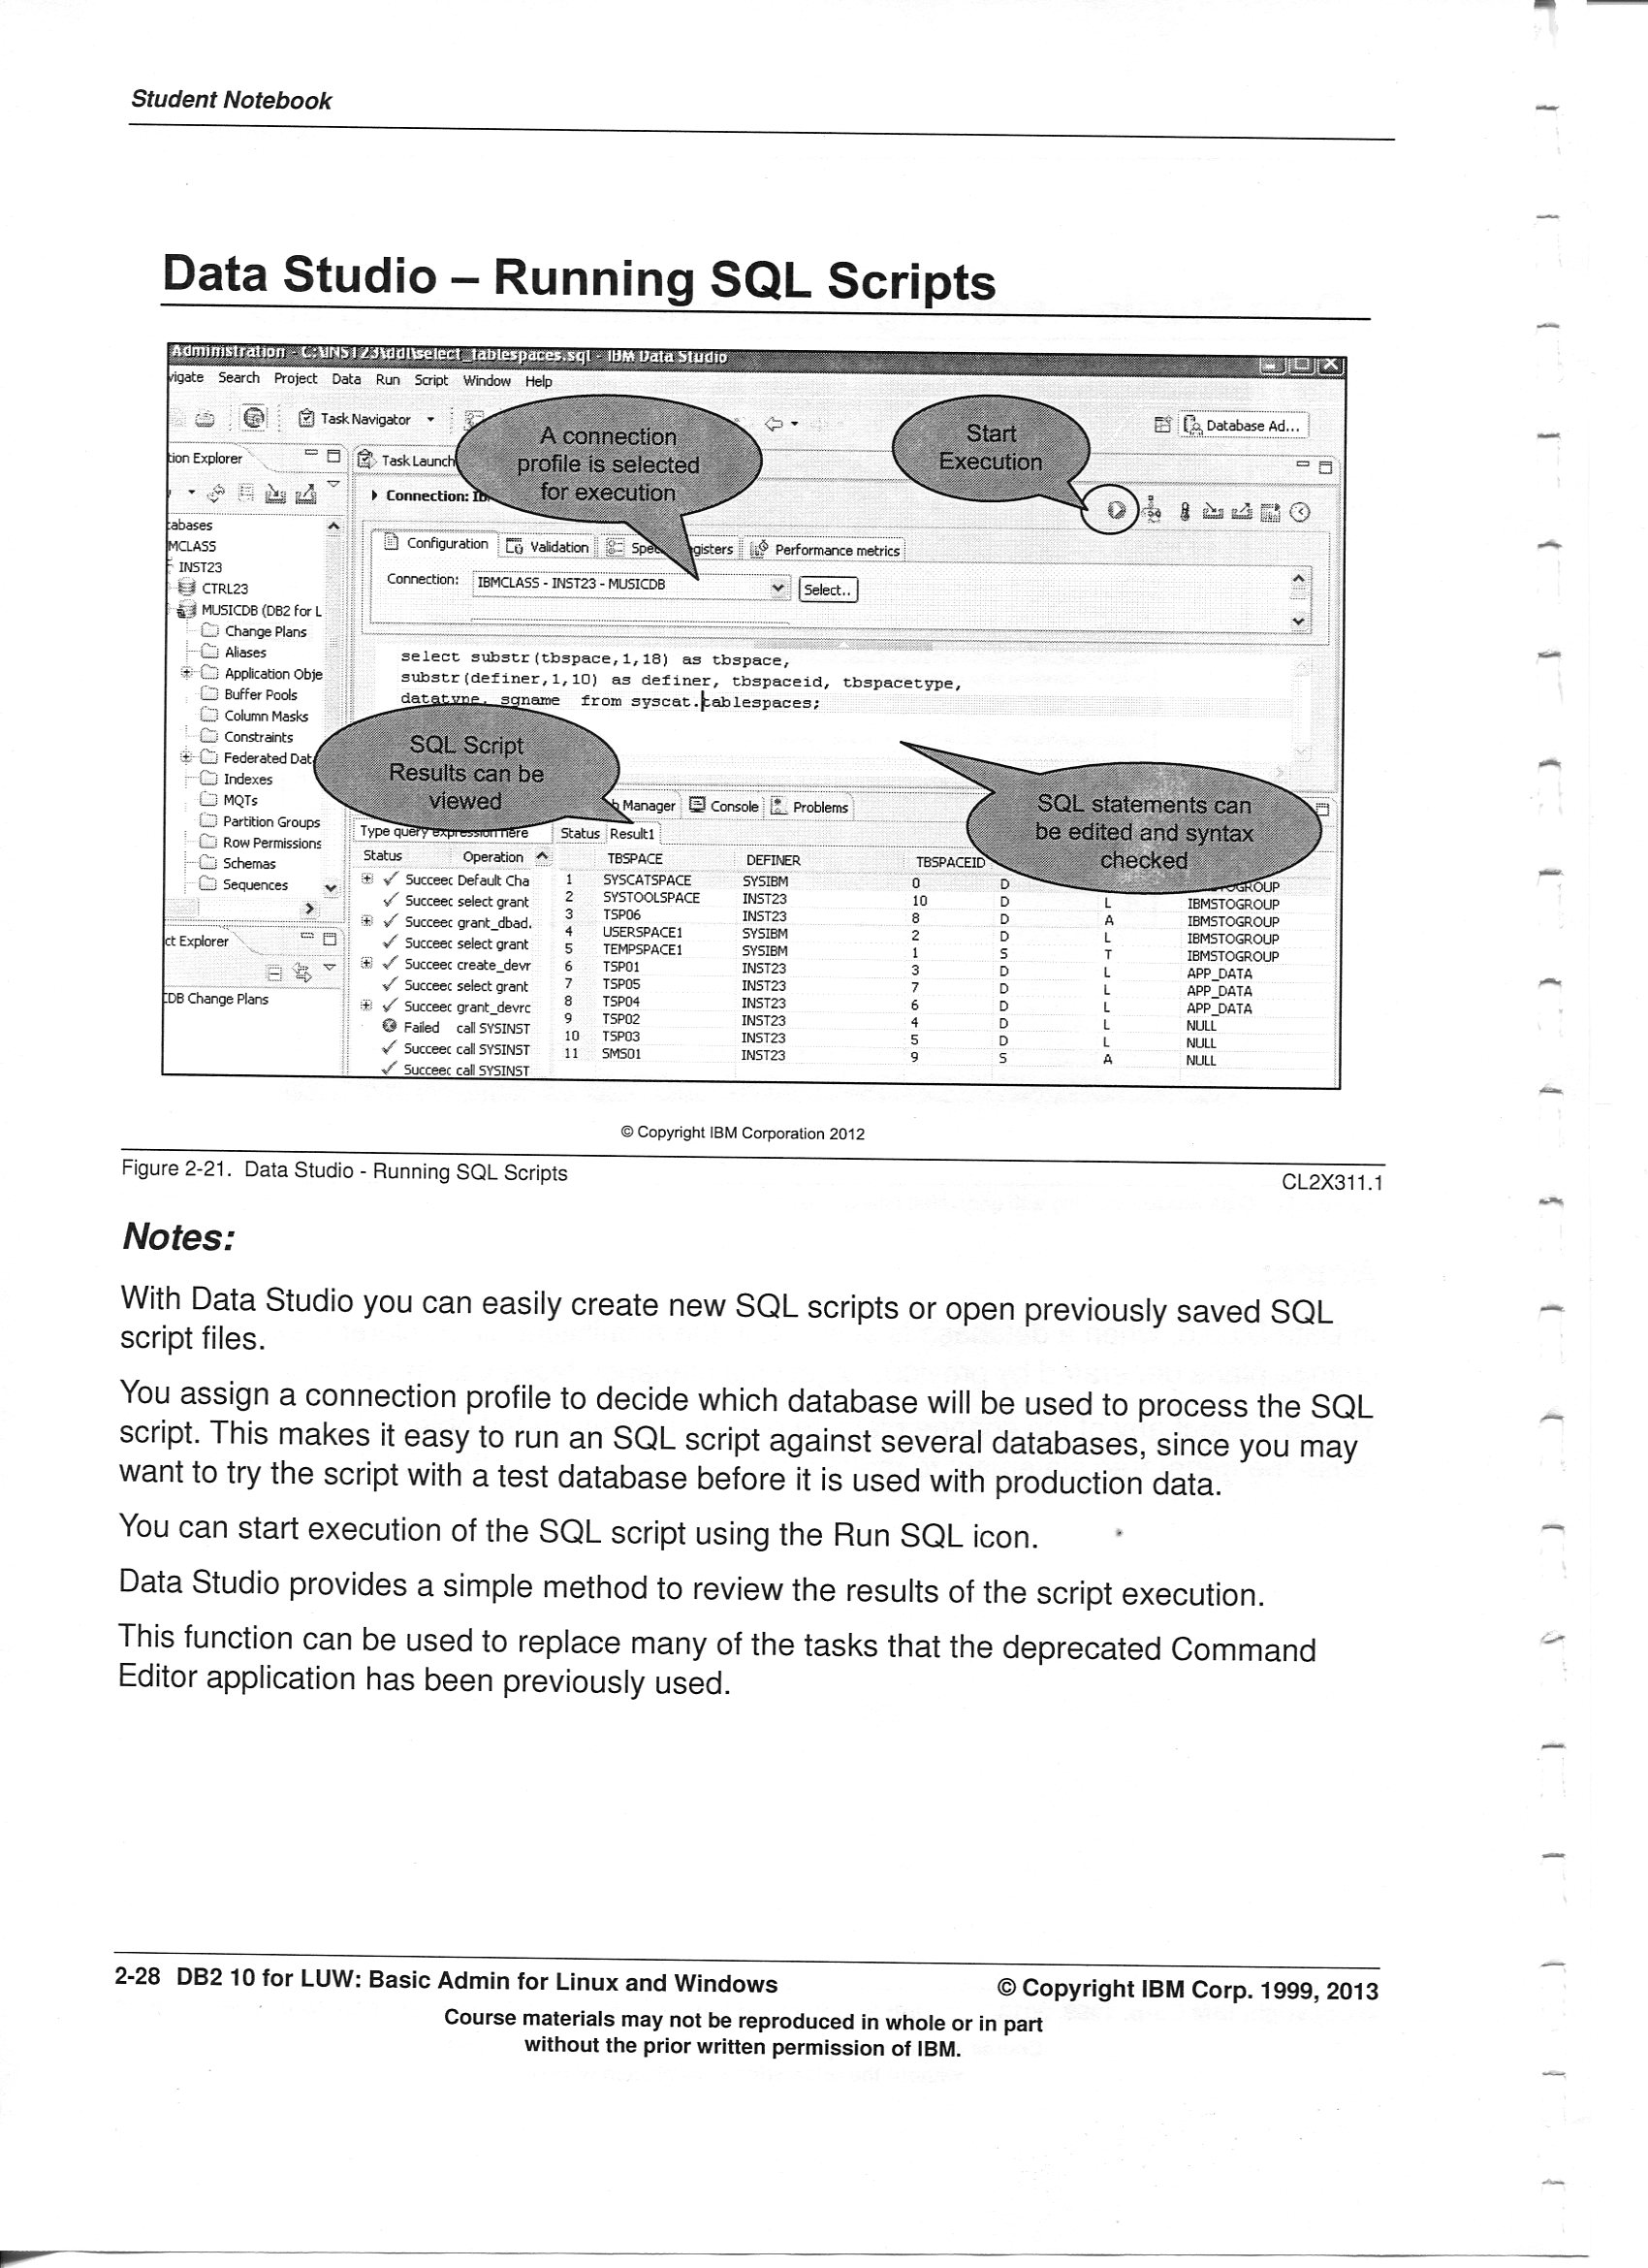 Student Notebook
Data Studio – Running SQL Scripts
Administration - C:\INST23\ddl\select_tablespaces.sql - IBM Data Studio
vigate Search Project Data Run Script Window Help
Task Navigator
Database Ad...
A connection
profile is selected
for execution
Start
Execution
tion Explorer
Task Launch
Connection: IB
Configuration Validation Spec gisters Performance metrics
Connection: IBMCLASS - INST23 - MUSICDB Select..
tabases
MCLASS
INST23
CTRL23
MUSICDB (DB2 for L
Change Plans
Aliases
Application Obje
Buffer Pools
Column Masks
Constraints
Federated Dat
Indexes
MQTs
Partition Groups
Row Permissions
Schemas
Sequences
ct Explorer
CDB Change Plans
select substr(tbspace,1,18) as tbspace,
substr(definer,1,10) as definer, tbspaceid, tbspacetype,
datatype, sgname from syscat.tablespaces;
SQL Script
Results can be
viewed
SQL statements can
be edited and syntax
checked
Manager Console Problems
Type query expression here
Status Result1
Status Operation
Succeec Default Cha
Succeec select grant
Succeec grant_dbad.
Succeec select grant
Succeec create_devr
Succeec select grant
Succeec grant_devrc
Failed call SYSINST
Succeec call SYSINST
Succeec call SYSINST
TBSPACE DEFINER TBSPACEID
1 SYSCATSPACE SYSIBM 0 D OGROUP
2 SYSTOOLSPACE INST23 10 D L IBMSTOGROUP
3 TSP06 INST23 8 D A IBMSTOGROUP
4 USERSPACE1 SYSIBM 2 D L IBMSTOGROUP
5 TEMPSPACE1 SYSIBM 1 S T IBMSTOGROUP
6 TSP01 INST23 3 D L APP_DATA
7 TSP05 INST23 7 D L APP_DATA
8 TSP04 INST23 6 D L APP_DATA
9 TSP02 INST23 4 D L NULL
10 TSP03 INST23 5 D L NULL
11 SMS01 INST23 9 S A NULL
© Copyright IBM Corporation 2012
Figure 2-21. Data Studio - Running SQL Scripts CL2X311.1
Notes:
With Data Studio you can easily create new SQL scripts or open previously saved SQL
script files.
You assign a connection profile to decide which database will be used to process the SQL
script. This makes it easy to run an SQL script against several databases, since you may
want to try the script with a test database before it is used with production data.
You can start execution of the SQL script using the Run SQL icon.
Data Studio provides a simple method to review the results of the script execution.
This function can be used to replace many of the tasks that the deprecated Command
Editor application has been previously used.
2-28 DB2 10 for LUW: Basic Admin for Linux and Windows © Copyright IBM Corp. 1999, 2013
Course materials may not be reproduced in whole or in part
without the prior written permission of IBM.